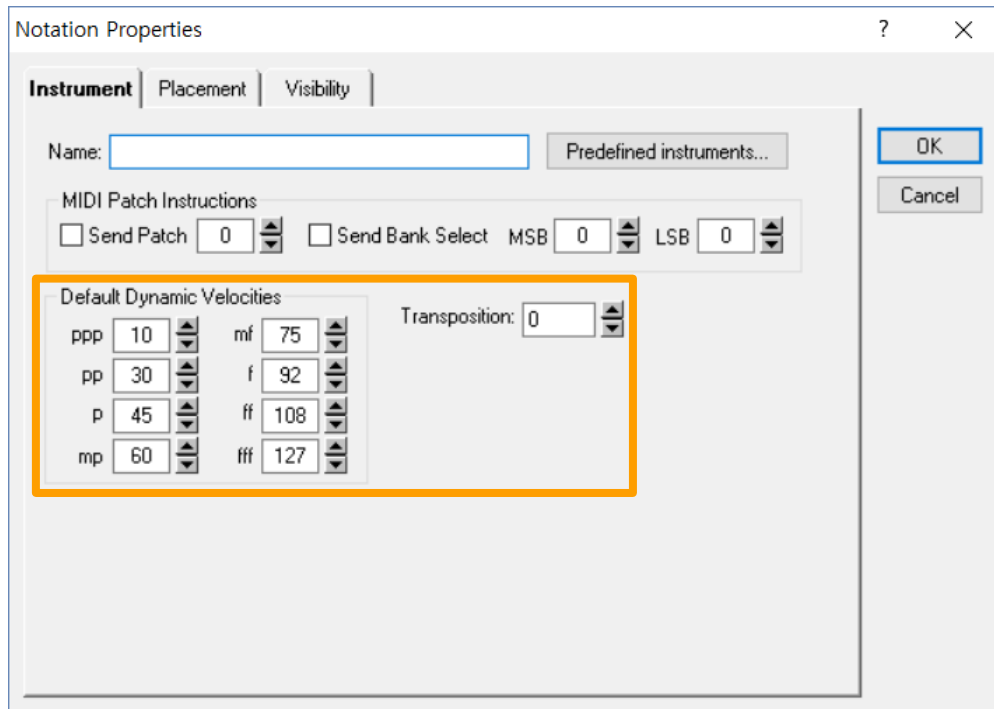 Notation Properties ?
Instrument Placement Visibility
Name: Predefined instruments... OK
Cancel
MIDI Patch Instructions
Send Patch 0 Send Bank Select MSB 0 LSB 0
Default Dynamic Velocities
Transposition: 0
ppp 10 mf 75
pp 30 f 92
p 45 ff 108
mp 60 fff 127